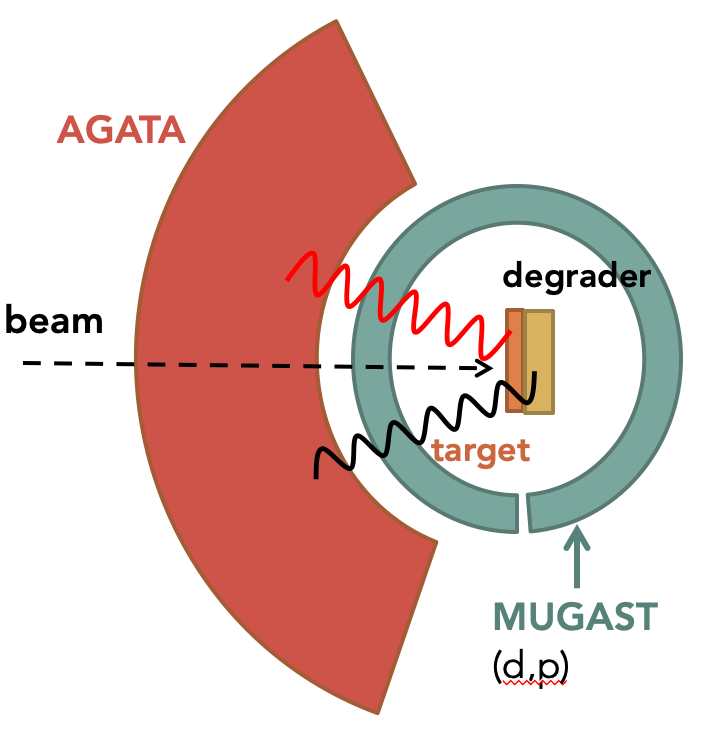 AGATA
degrader
beam
target
MUGAST
(d,p)